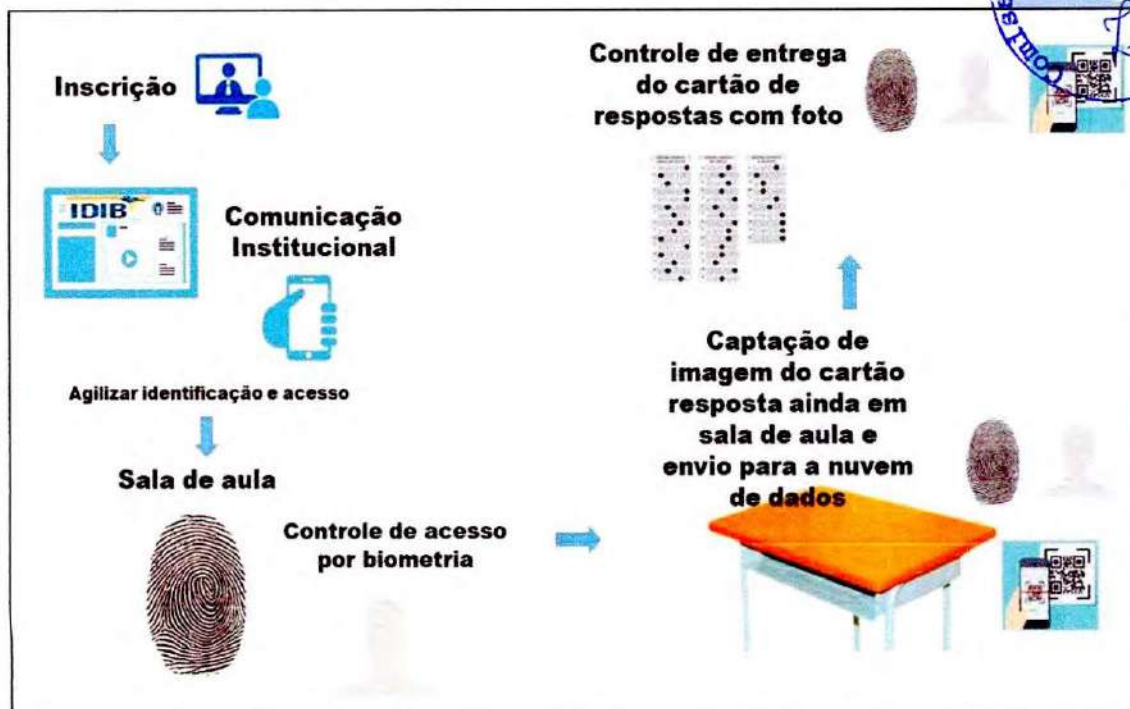 Inscrição
IDIB
Comunicação
Institucional
Agilizar identificação e acesso
Sala de aula
Controle de acesso
por biometria
Captação de
imagem do cartão
resposta ainda em
sala de aula e
envio para a nuvem
de dados
Controle de entrega
do cartão de
respostas com foto